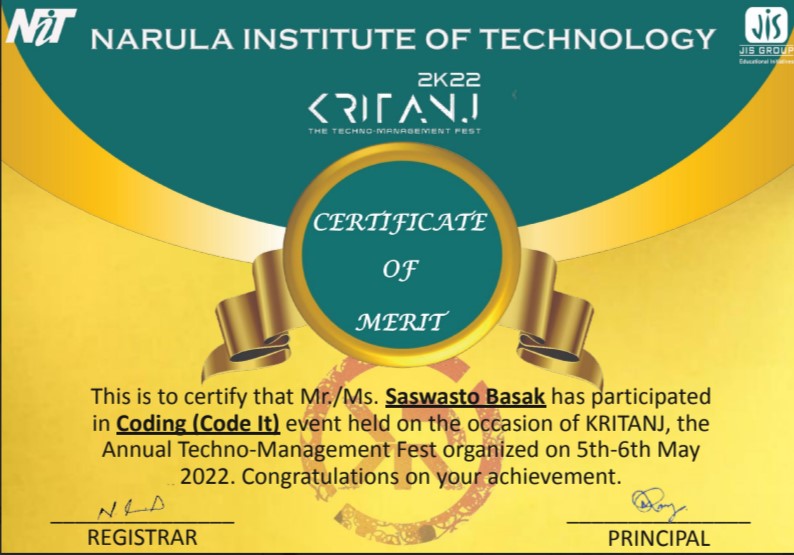 NiT
NARULA INSTITUTE OF TECHNOLOGY
JiS
JIS GROUP
Educational Initiatives
2K22
KRITANJ
THE TECHNO-MANAGEMENT FEST
CERTIFICATE
OF
MERIT
This is to certify that Mr./Ms. Saswasto Basak has participated
in Coding (Code It) event held on the occasion of KRITANJ, the
Annual Techno-Management Fest organized on 5th-6th May
2022. Congratulations on your achievement.
REGISTRAR
PRINCIPAL